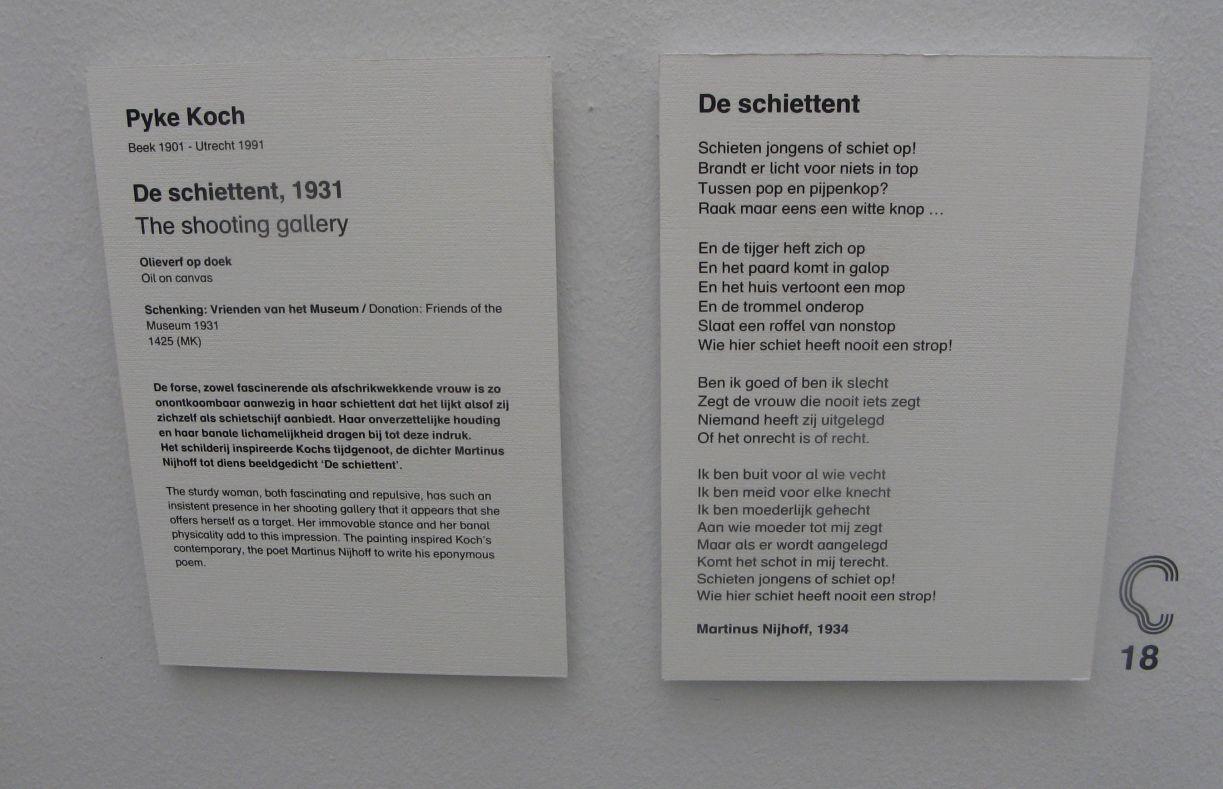 Pyke Koch
Beek 1901 - Utrecht 1991
De schiettent, 1931
The shooting gallery
Olieverf op doek
Oil on canvas
Schenking: Vrienden van het Museum / Donation: Friends of the
Museum 1931
1425 (MK)
De forse, zowel fascinerende als afschrikwekkende vrouw is zo
onontkoombaar aanwezig in haar schiettent dat het lijkt alsof zij
zichzelf als schietschijf aanbiedt. Haar onverzettelijke houding
en haar banale lichamelijkheid dragen bij tot deze indruk.
Het schilderij inspireerde Kochs tijdgenoot, de dichter Martinus
Nijhoff tot diens beeldgedicht ‘De schiettent’.
The sturdy woman, both fascinating and repulsive, has such an
insistent presence in her shooting gallery that it appears that she
offers herself as a target. Her immovable stance and her banal
physicality add to this impression. The painting inspired Koch's
contemporary, the poet Martinus Nijhoff to write his eponymous
poem.
De schiettent
Schieten jongens of schiet op!
Brandt er licht voor niets in top
Tussen pop en pijpenkop?
Raak maar eens een witte knop ...
En de tijger heft zich op
En het paard komt in galop
En het huis vertoont een mop
En de trommel onderop
Slaat een roffel van nonstop
Wie hier schiet heeft nooit een strop!
Ben ik goed of ben ik slecht
Zegt de vrouw die nooit iets zegt
Niemand heeft zij uitgelegd
Of het onrecht is of recht.
Ik ben buit voor al wie vecht
Ik ben meid voor elke knecht
Ik ben moederlijk gehecht
Aan wie moeder tot mij zegt
Maar als er wordt aangelegd
Komt het schot in mij terecht.
Schieten jongens of schiet op!
Wie hier schiet heeft nooit een strop!
Martinus Nijhoff, 1934
18